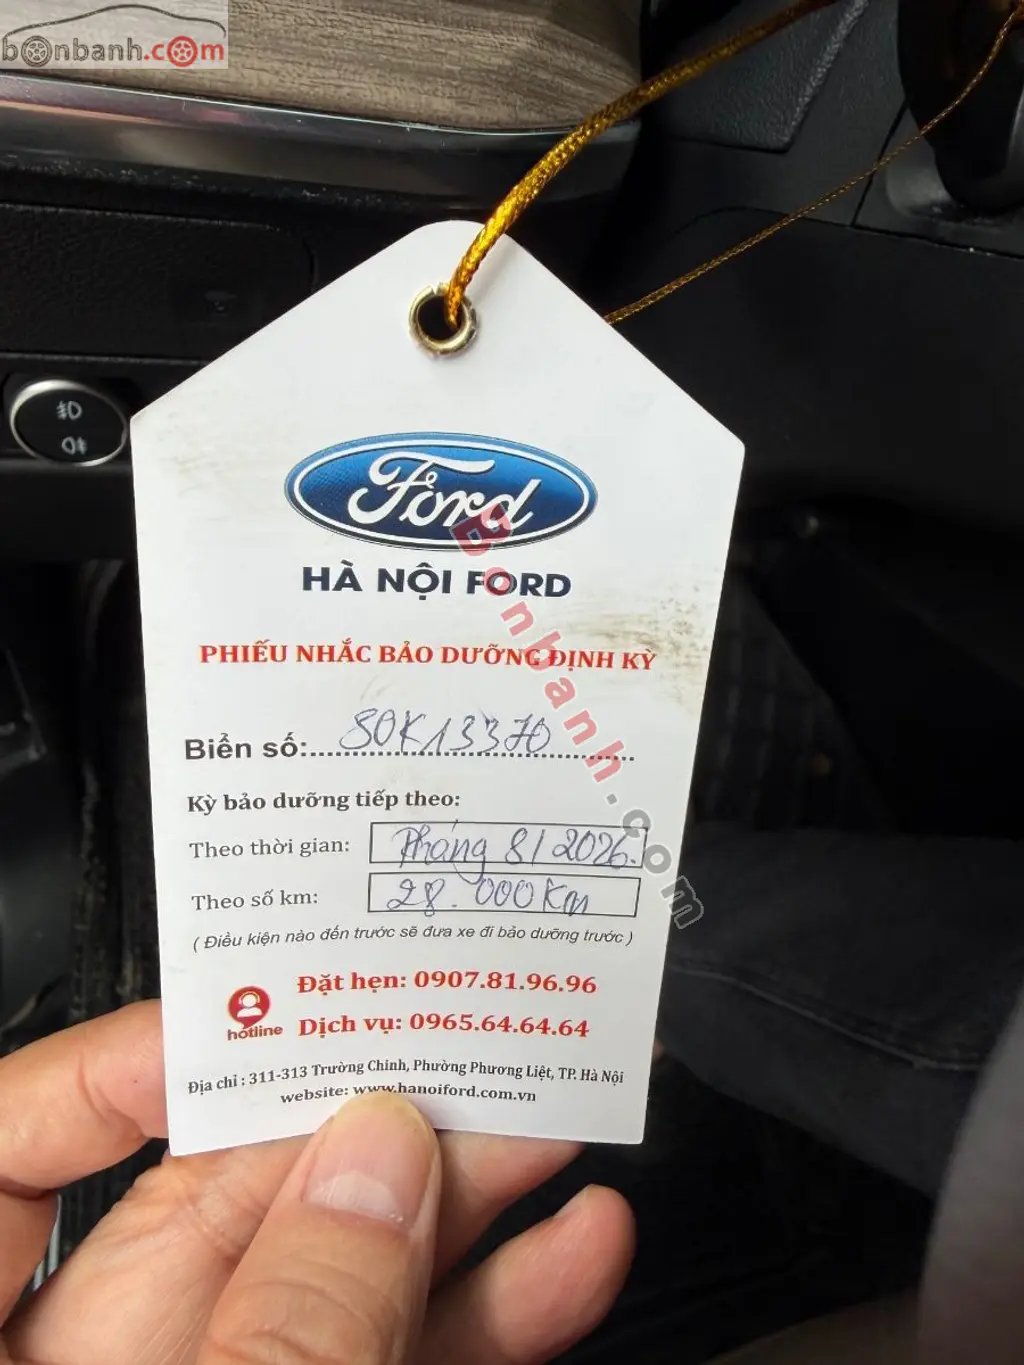 bonbanh.com
Ford
HÀ NỘI FORD
PHIẾU NHẮC BẢO DƯỠNG ĐỊNH KỲ
Biển số: 80K13370
Kỳ bảo dưỡng tiếp theo:
Theo thời gian: Tháng 8/2026.
Theo số km: 28.000Km
( Điều kiện nào đến trước sẽ đưa xe đi bảo dưỡng trước )
Đặt hẹn: 0907.81.96.96
hotline Dịch vụ: 0965.64.64.64
Địa chỉ : 311-313 Trường Chinh, Phường Phương Liệt, TP. Hà Nội
website: www.hanoiford.com.vn
Bonbanh.com